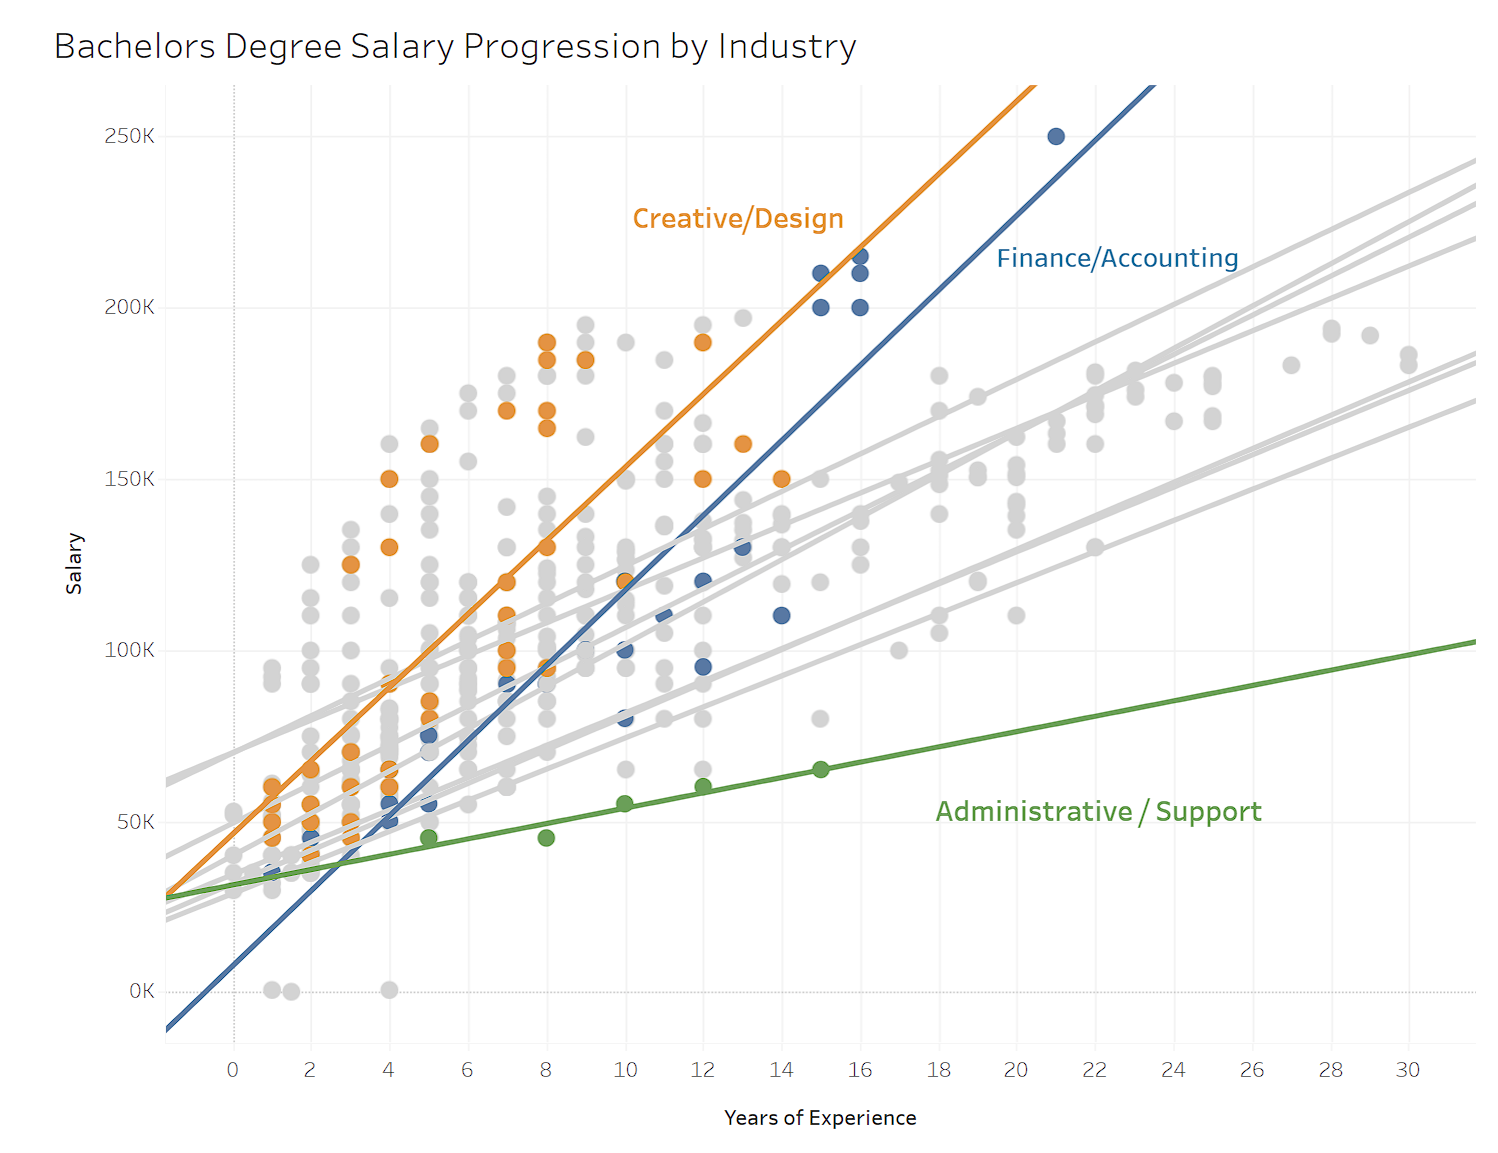 Bachelors Degree Salary Progression by Industry
250K
Creative/Design
Finance/Accounting
200K
150K
Salary
100K
50K
Administrative / Support
0K
0 2 4 6 8 10 12 14 16 18 20 22 24 26 28 30
Years of Experience